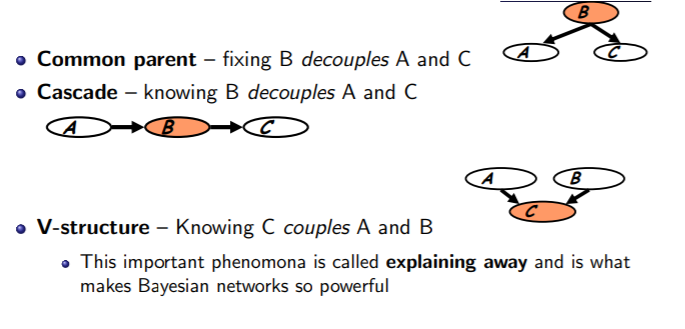 B
A C
Common parent – fixing B decouples A and C
Cascade – knowing B decouples A and C
A B C
A B
C
V-structure – Knowing C couples A and B
This important phenomona is called explaining away and is what
makes Bayesian networks so powerful